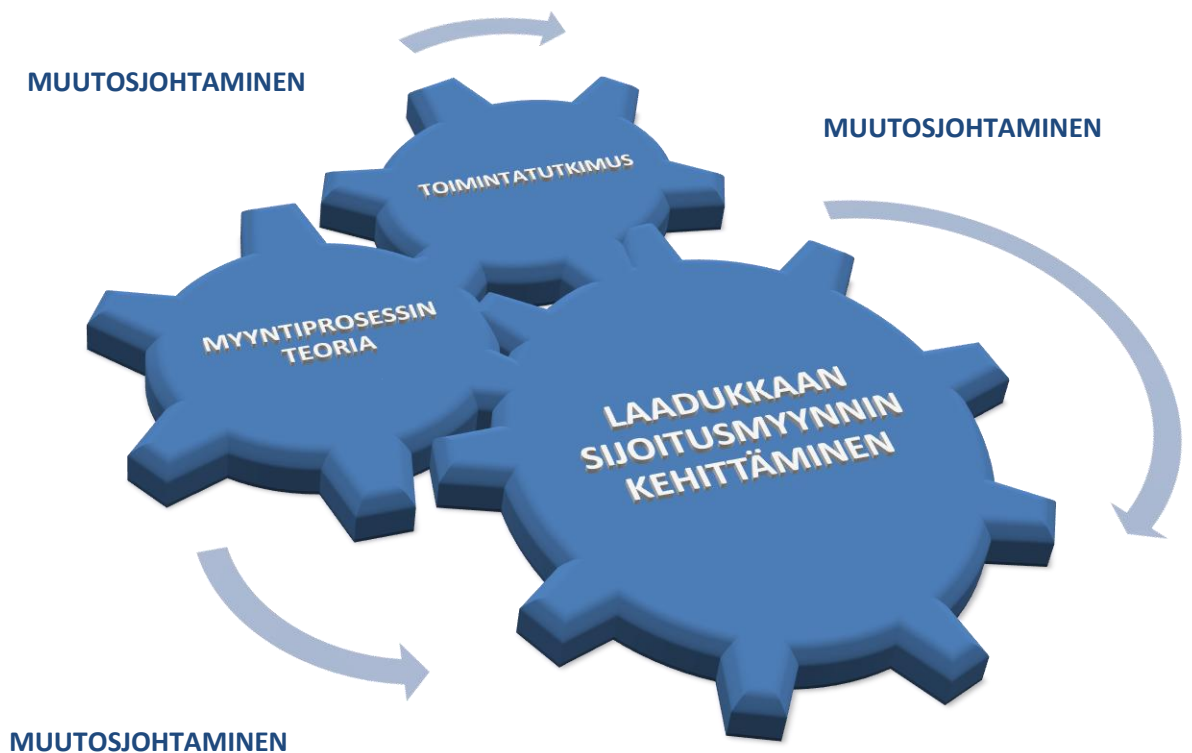 MUUTOSJOHTAMINEN
MUUTOSJOHTAMINEN
TOIMINTATUTKIMUS
MYYNTIPROSESSIN
TEORIA
LAADUKKAAN
SIJOITUSMYYNNIN
KEHITTÄMINEN
MUUTOSJOHTAMINEN